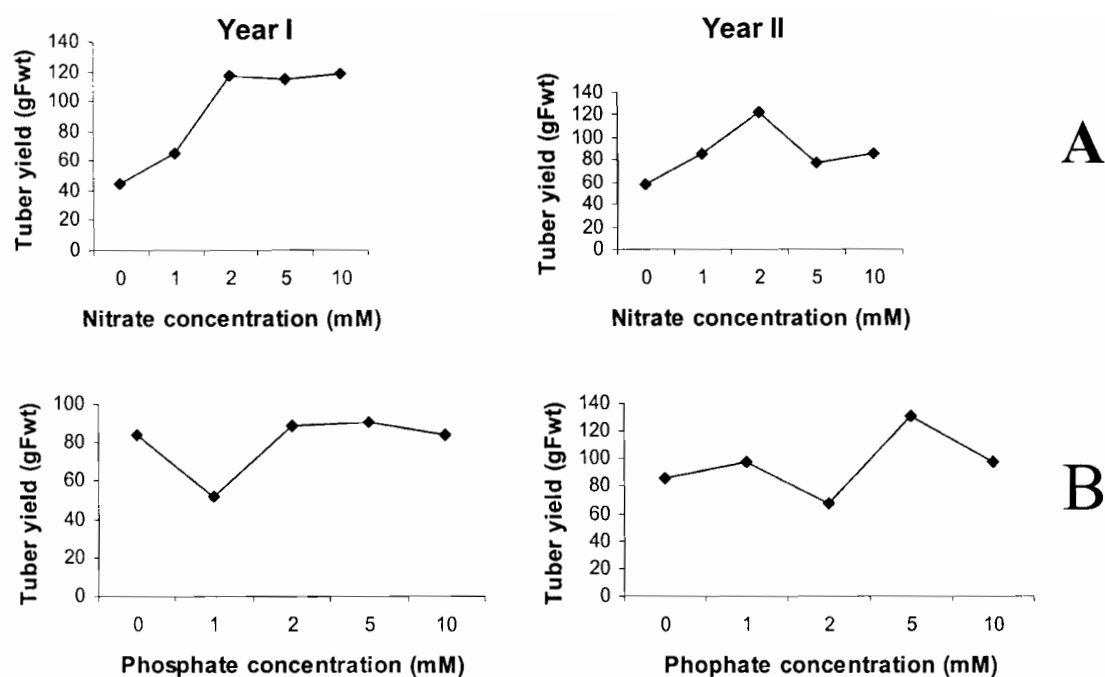 Year I
Year II
Tuber yield (gFwt)
140
120
100
80
60
40
20
0
0 1 2 5 10
Nitrate concentration (mM)
Tuber yield (gFwt)
140
120
100
80
60
40
20
0
0 1 2 5 10
Nitrate concentration (mM)
A
Tuber yield (gFwt)
100
80
60
40
20
0
0 1 2 5 10
Phosphate concentration (mM)
Tuber yield (gFwt)
140
120
100
80
60
40
20
0
0 1 2 5 10
Phophate concentration (mM)
B